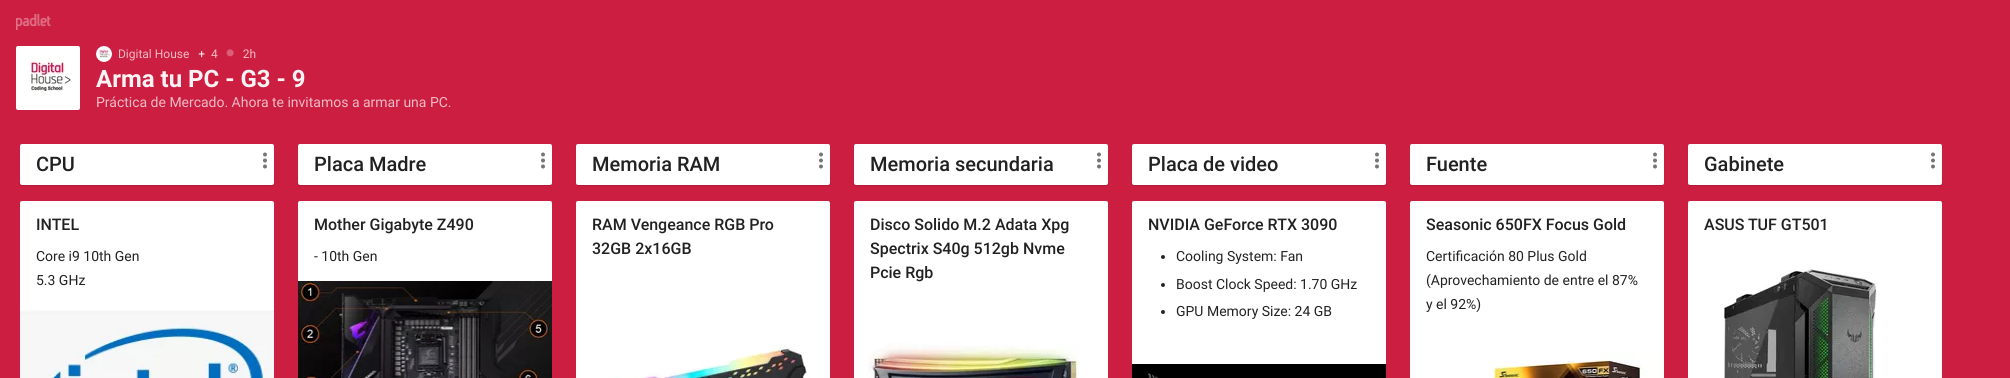 padlet
Digital House + 4 2h
Digital
House>
Coding School
Arma tu PC - G3 - 9
Práctica de Mercado. Ahora te invitamos a armar una PC.
CPU
INTEL
Core i9 10th Gen
5.3 GHz
®
Placa Madre
Mother Gigabyte Z490
- 10th Gen
1
2
5
6
Memoria RAM
RAM Vengeance RGB Pro
32GB 2x16GB
Memoria secundaria
Disco Solido M.2 Adata Xpg
Spectrix S40g 512gb Nvme
Pcie Rgb
Placa de video
NVIDIA GeForce RTX 3090
• Cooling System: Fan
• Boost Clock Speed: 1.70 GHz
• GPU Memory Size: 24 GB
Fuente
Seasonic 650FX Focus Gold
Certificación 80 Plus Gold
(Aprovechamiento de entre el 87%
y el 92%)
Seasonic 650FX
Gabinete
ASUS TUF GT501